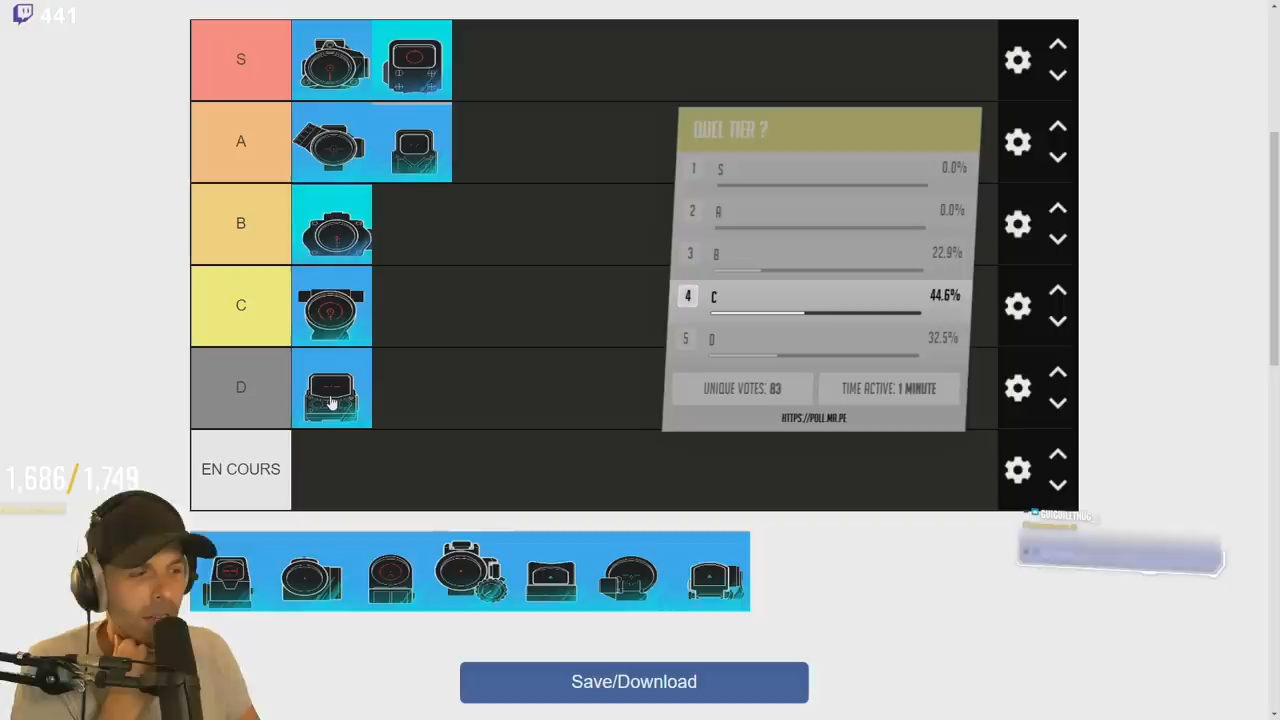 441
S
A
B
C
D
EN COURS
QUEL TIER ?
1 S 0.0%
2 A 0.0%
3 B 22.9%
4 C 44.6%
5 D 32.5%
UNIQUE VOTES: 83
TIME ACTIVE: 1 MINUTE
HTTPS://POLL.MA.PE
1,686/1,749
Save/Download